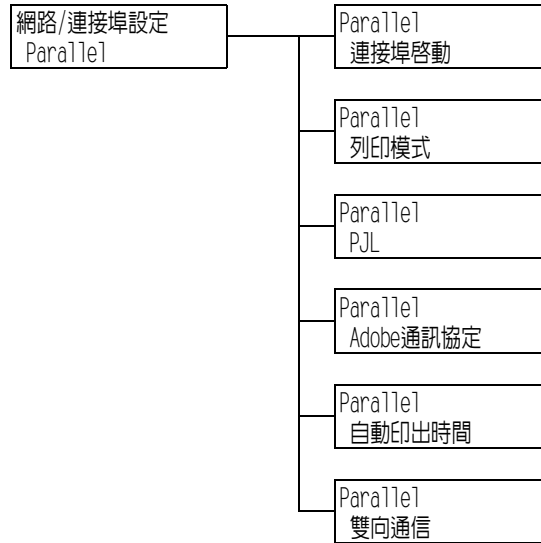 網路/連接埠設定
Parallel
Parallel
連接埠啓動
Parallel
列印模式
Parallel
PJL
Parallel
Adobe通訊協定
Parallel
自動印出時間
Parallel
雙向通信